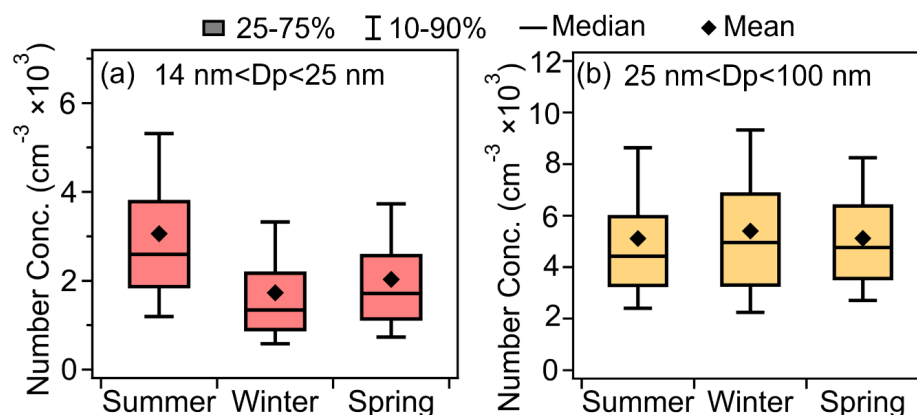 25-75% 10-90% Median Mean
(a) 14 nm<Dp<25 nm
Number Conc. (cm⁻³ ×10³)
6
4
2
0
Summer Winter Spring
(b) 25 nm<Dp<100 nm
Number Conc. (cm⁻³ ×10³)
12
10
8
6
4
2
0
Summer Winter Spring